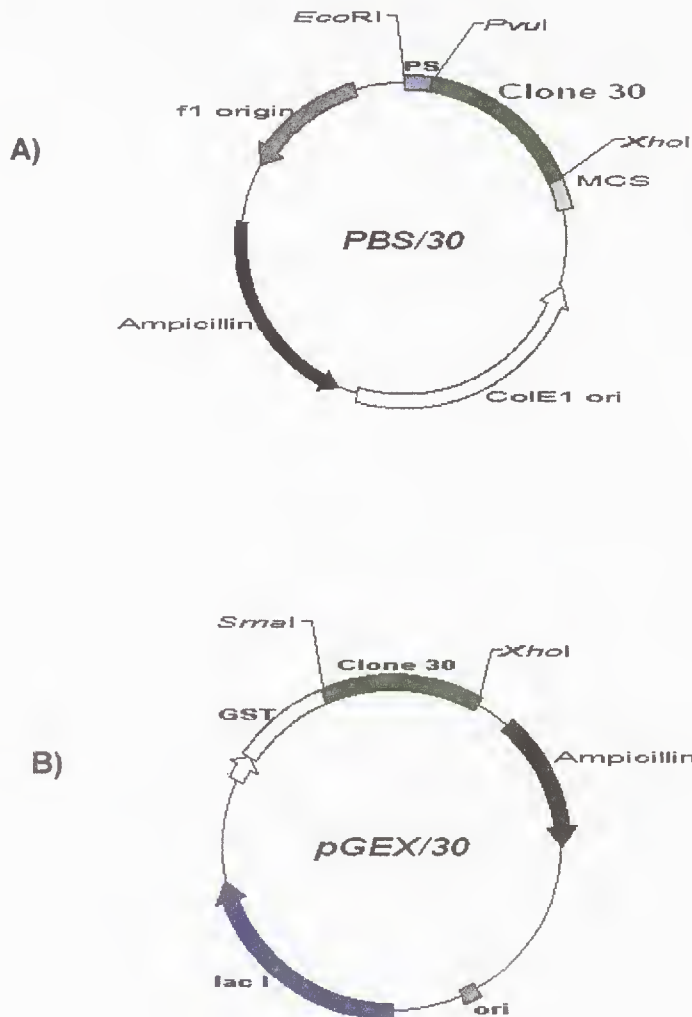 A)
EcoRI
PvuI
PS
Clone 30
f1 origin
XhoI
MCS
PBS/30
Ampicillin
ColE1 ori
B)
SmaI
XhoI
Clone 30
GST
Ampicillin
pGEX/30
lac I
ori